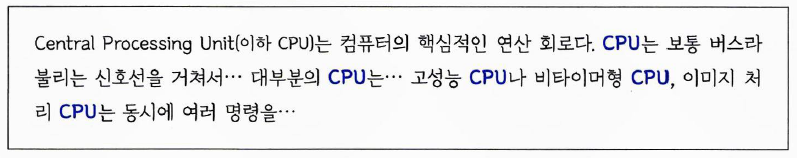 Central Processing Unit(이하 CPU)는 컴퓨터의 핵심적인 연산 회로다. CPU는 보통 버스라
불리는 신호선을 거쳐서… 대부분의 CPU는… 고성능 CPU나 비타이머형 CPU, 이미지 처
리 CPU는 동시에 여러 명령을…